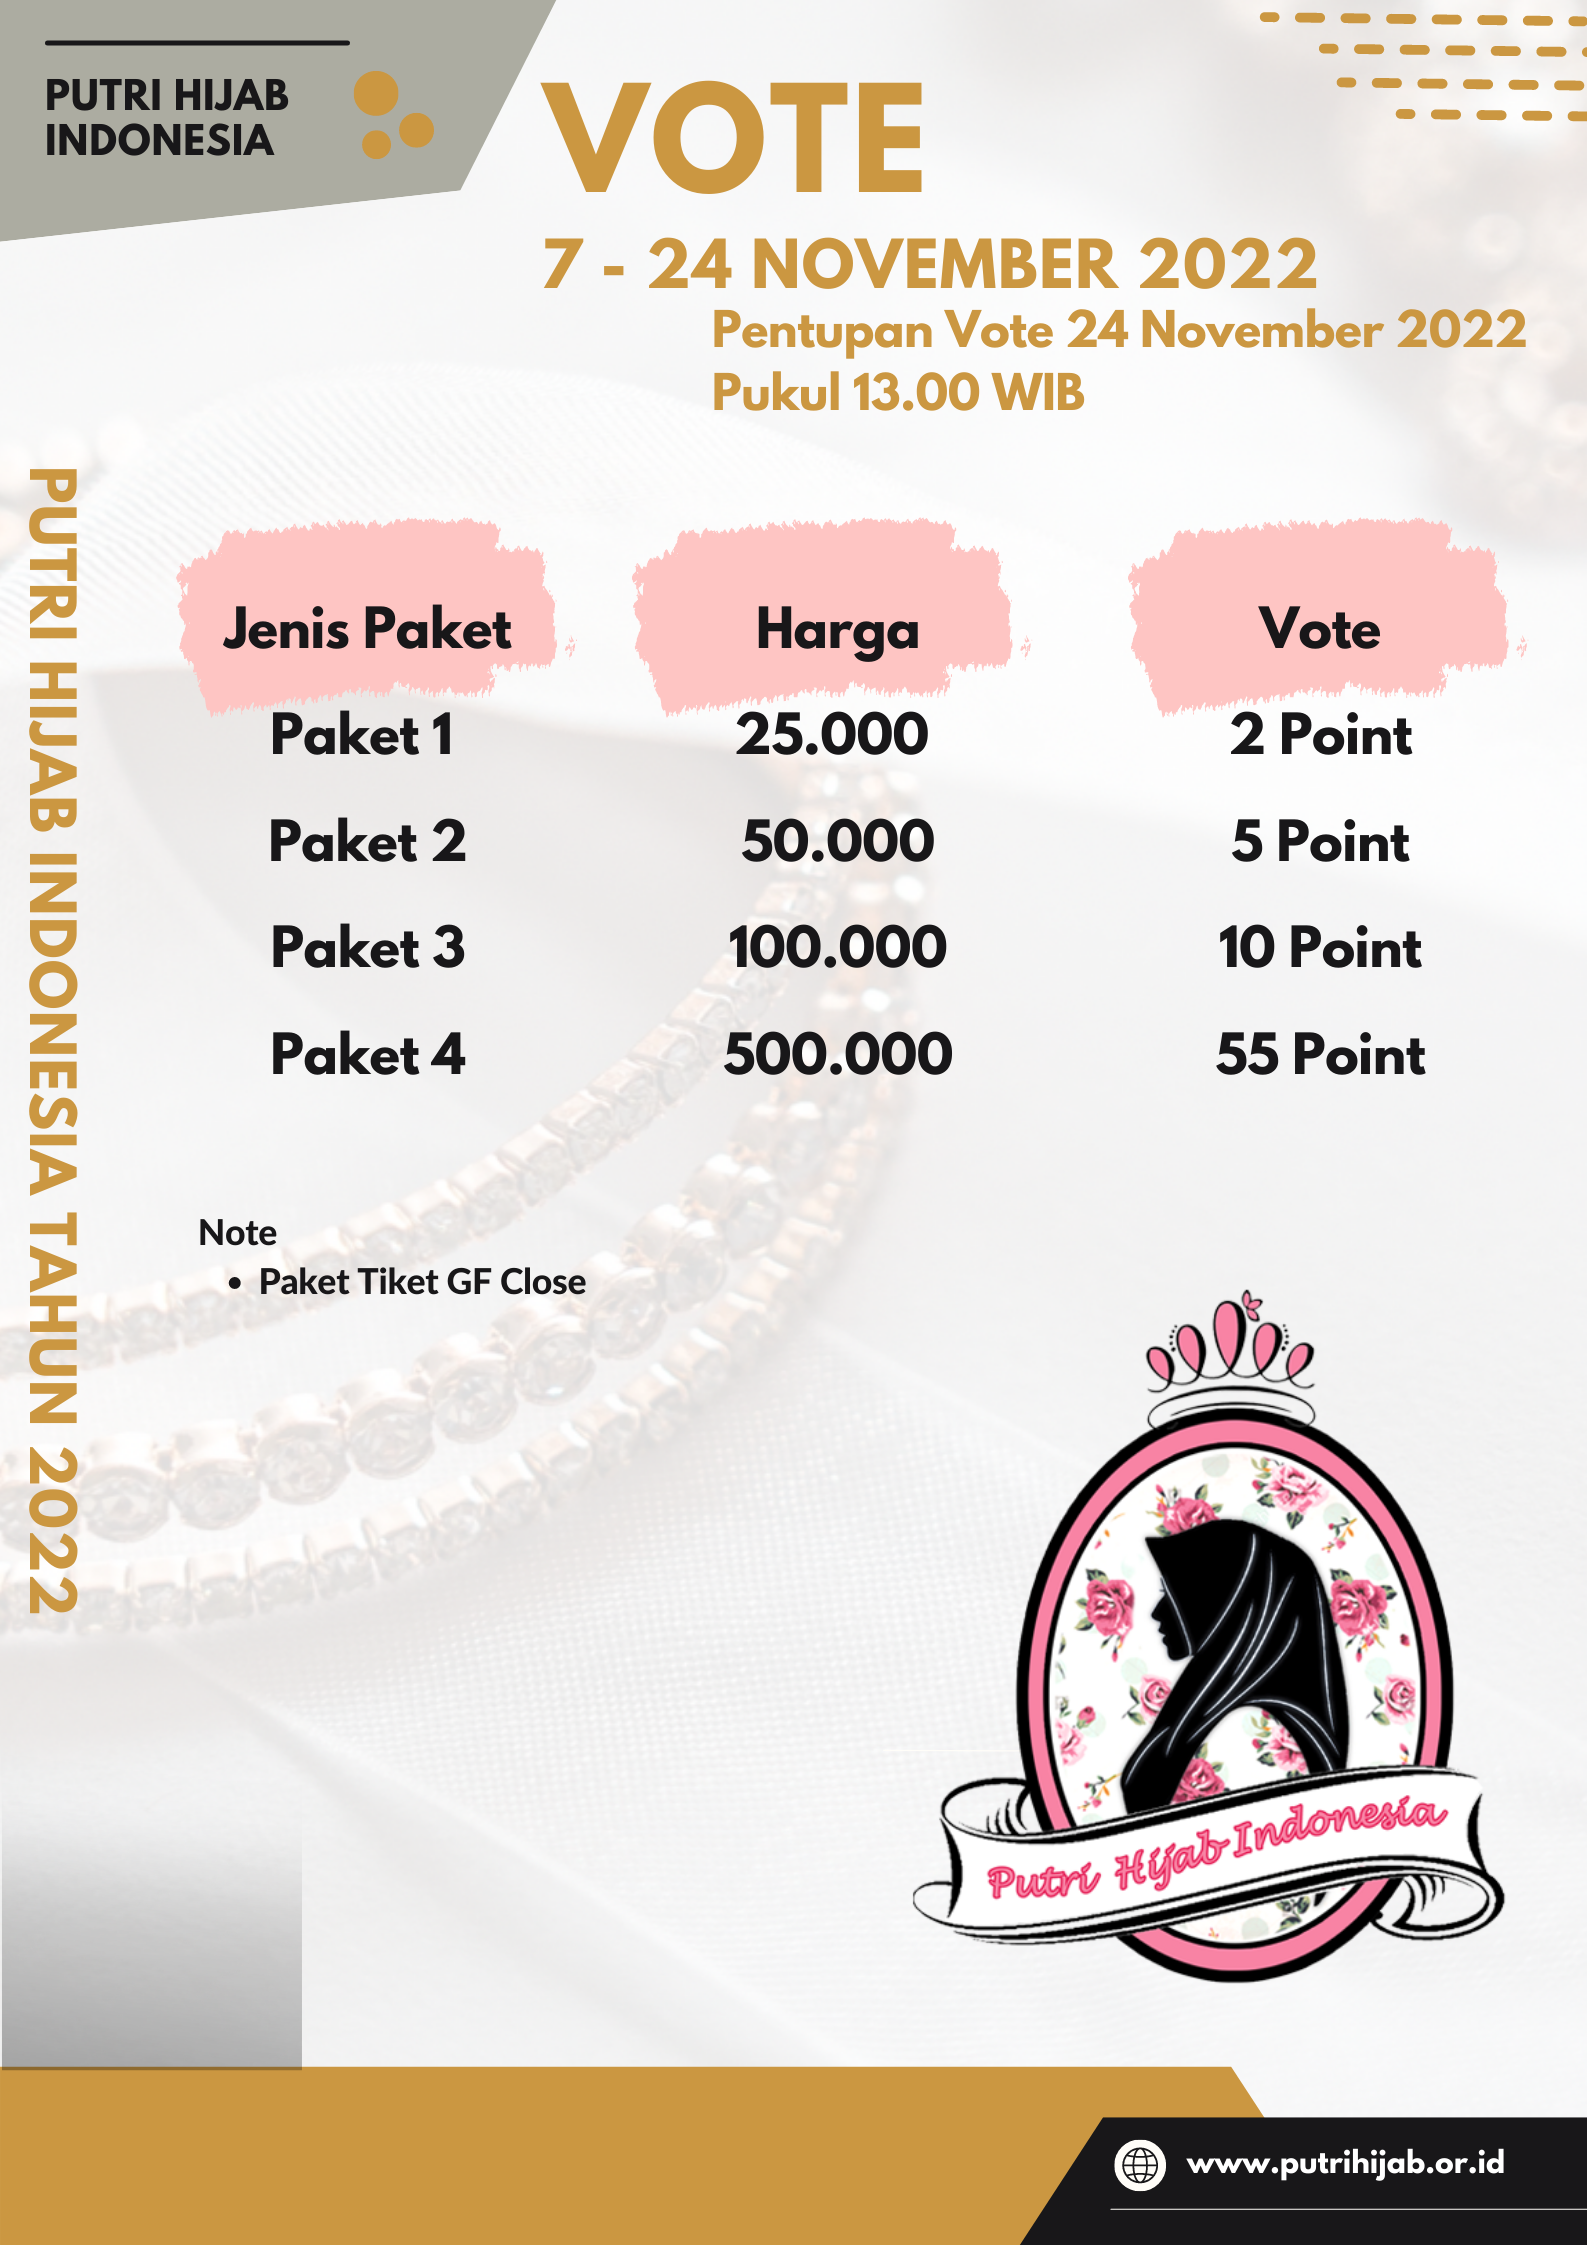 PUTRI HIJAB
INDONESIA
VOTE
7 - 24 NOVEMBER 2022
Pentupan Vote 24 November 2022
Pukul 13.00 WIB
PUTRI HIJAB INDONESIA TAHUN 2022
Jenis Paket Harga Vote
Paket 1 25.000 2 Point
Paket 2 50.000 5 Point
Paket 3 100.000 10 Point
Paket 4 500.000 55 Point
Note
• Paket Tiket GF Close
Putri Hijab Indonesia
www.putrihijab.or.id